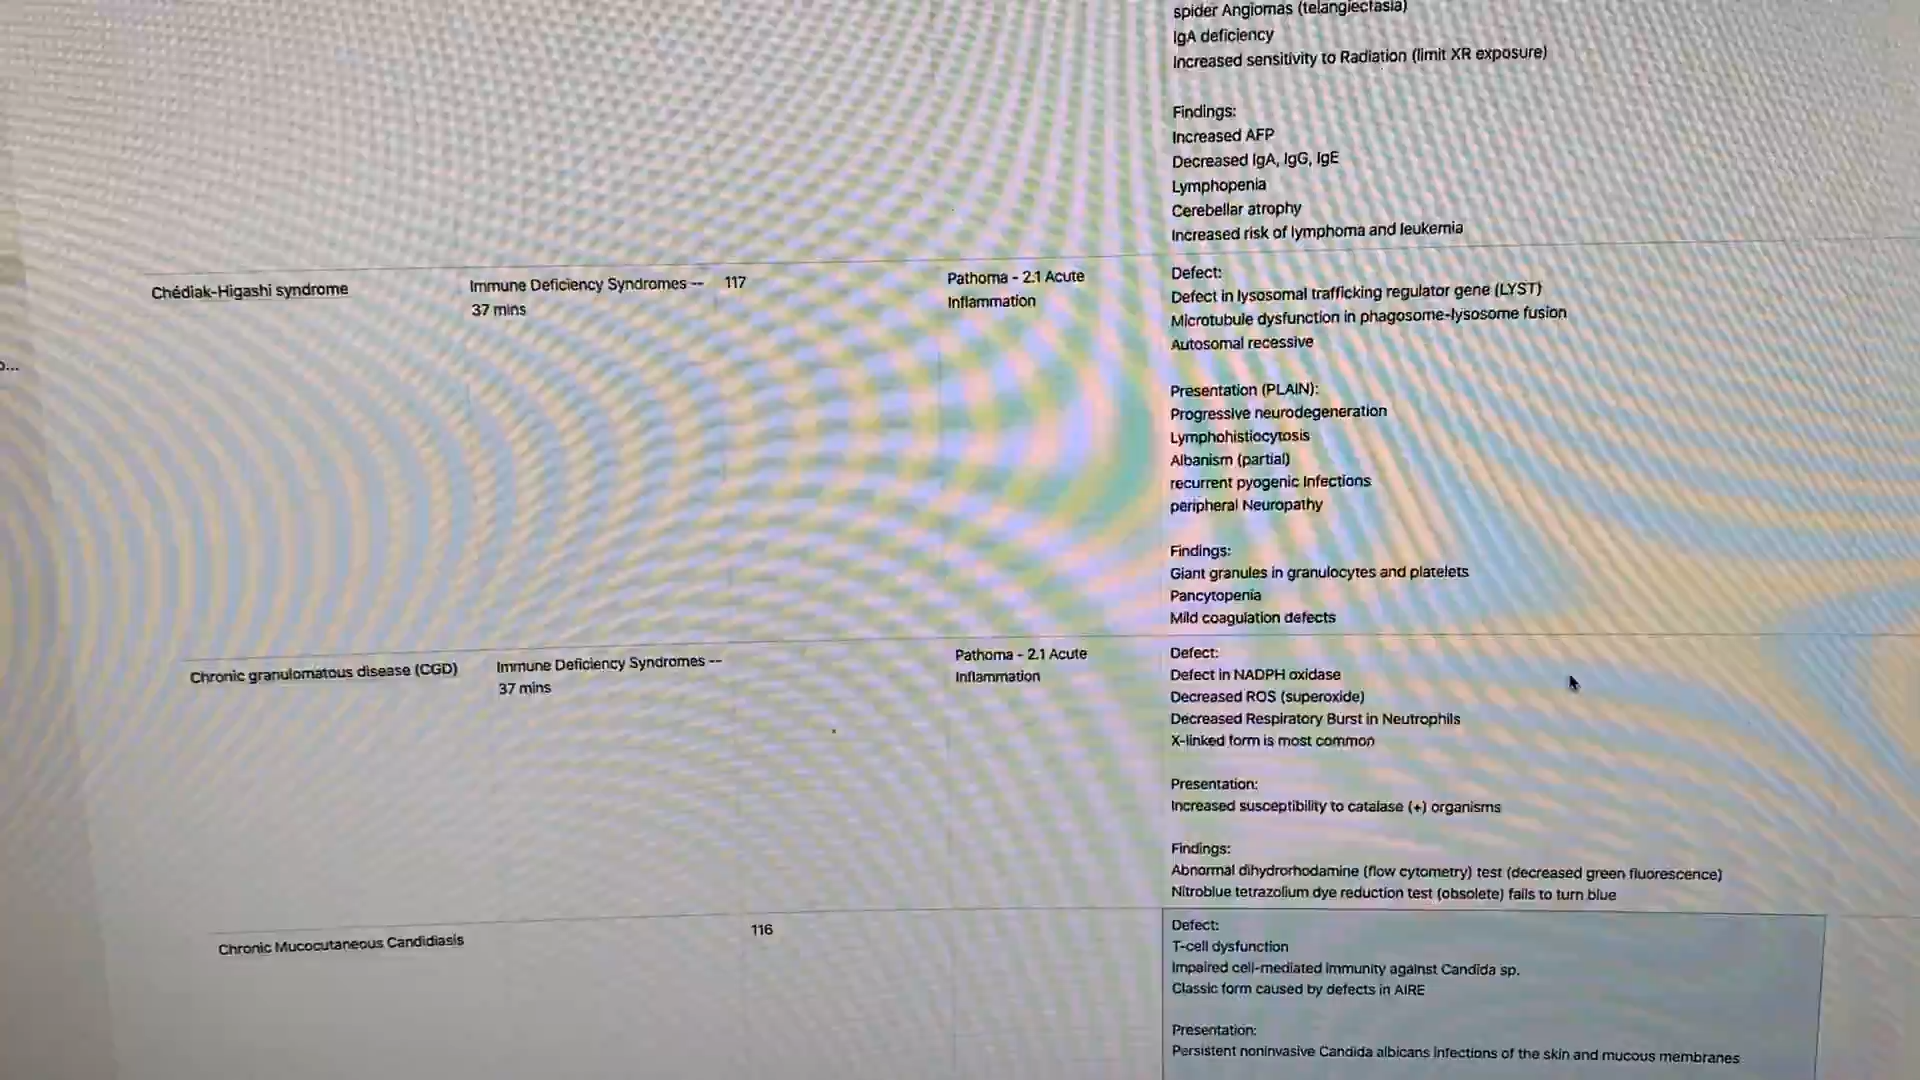 spider Angiomas (telangiectasia)
IgA deficiency
Increased sensitivity to Radiation (limit XR exposure)
Findings:
Increased AFP
Decreased IgA, IgG, IgE
Lymphopenia
Cerebellar atrophy
Increased risk of lymphoma and leukemia
Chédiak-Higashi syndrome
Immune Deficiency Syndromes --
37 mins
117
Pathoma - 2.1 Acute
Inflammation
Defect:
Defect in lysosomal trafficking regulator gene (LYST)
Microtubule dysfunction in phagosome-lysosome fusion
Autosomal recessive
Presentation (PLAIN):
Progressive neurodegeneration
Lymphohistiocytosis
Albanism (partial)
recurrent pyogenic Infections
peripheral Neuropathy
Findings:
Giant granules in granulocytes and platelets
Pancytopenia
Mild coagulation defects
Chronic granulomatous disease (CGD)
Immune Deficiency Syndromes --
37 mins
Pathoma - 2.1 Acute
Inflammation
Defect:
Defect in NADPH oxidase
Decreased ROS (superoxide)
Decreased Respiratory Burst in Neutrophils
X-linked form is most common
Presentation:
Increased susceptibility to catalase (+) organisms
Findings:
Abnormal dihydrorhodamine (flow cytometry) test (decreased green fluorescence)
Nitroblue tetrazolium dye reduction test (obsolete) fails to turn blue
Chronic Mucocutaneous Candidiasis
116
Defect:
T-cell dysfunction
Impaired cell-mediated immunity against Candida sp.
Classic form caused by defects in AIRE
Presentation:
Persistent noninvasive Candida albicans infections of the skin and mucous membranes